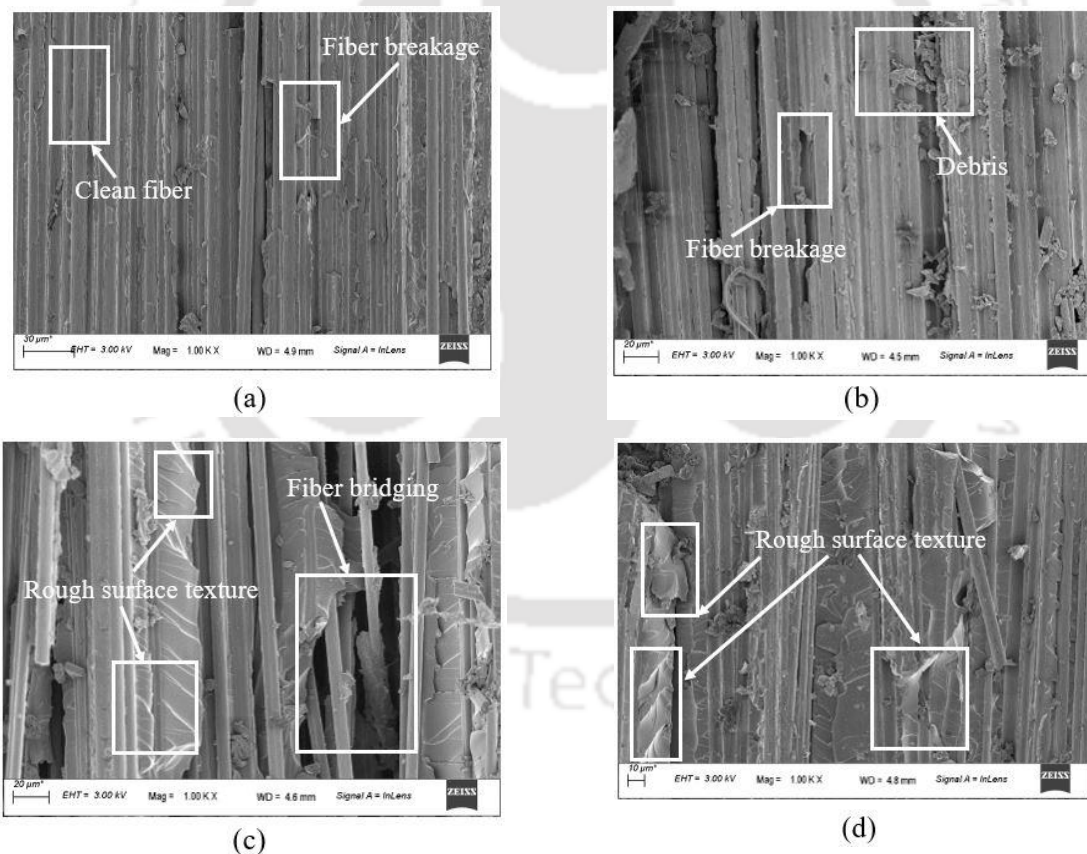 Fiber breakage
Clean fiber
30 µm*
EHT = 3.00 kV
Mag = 1.00 K X
WD = 4.9 mm
Signal A = InLens
ZEISS
(a)
Debris
Fiber breakage
20 µm*
EHT = 3.00 kV
Mag = 1.00 K X
WD = 4.5 mm
Signal A = InLens
ZEISS
(b)
Fiber bridging
Rough surface texture
20 µm*
EHT = 3.00 kV
Mag = 1.00 K X
WD = 4.6 mm
Signal A = InLens
ZEISS
(c)
Rough surface texture
10 µm*
EHT = 3.00 kV
Mag = 1.00 K X
WD = 4.8 mm
Signal A = InLens
ZEISS
(d)
Tec